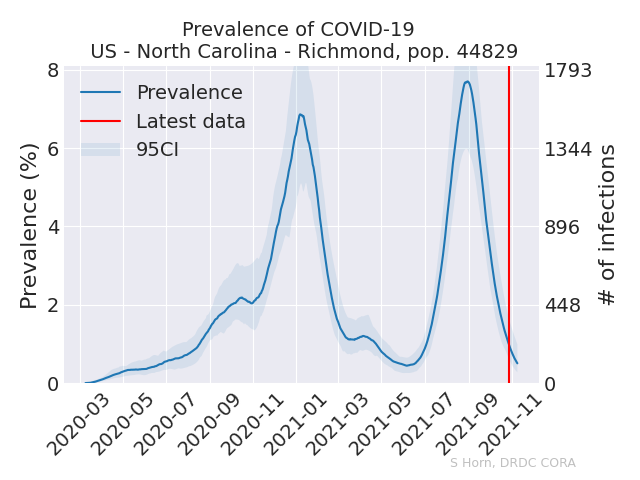 Prevalence of COVID-19
US - North Carolina - Richmond, pop. 44829
Prevalence (%)
8
6
4
2
0
Prevalence
Latest data
95CI
1793
1344
896
448
0
# of infections
2020-03
2020-05
2020-07
2020-09
2020-11
2021-01
2021-03
2021-05
2021-07
2021-09
2021-11
S Horn, DRDC CORA